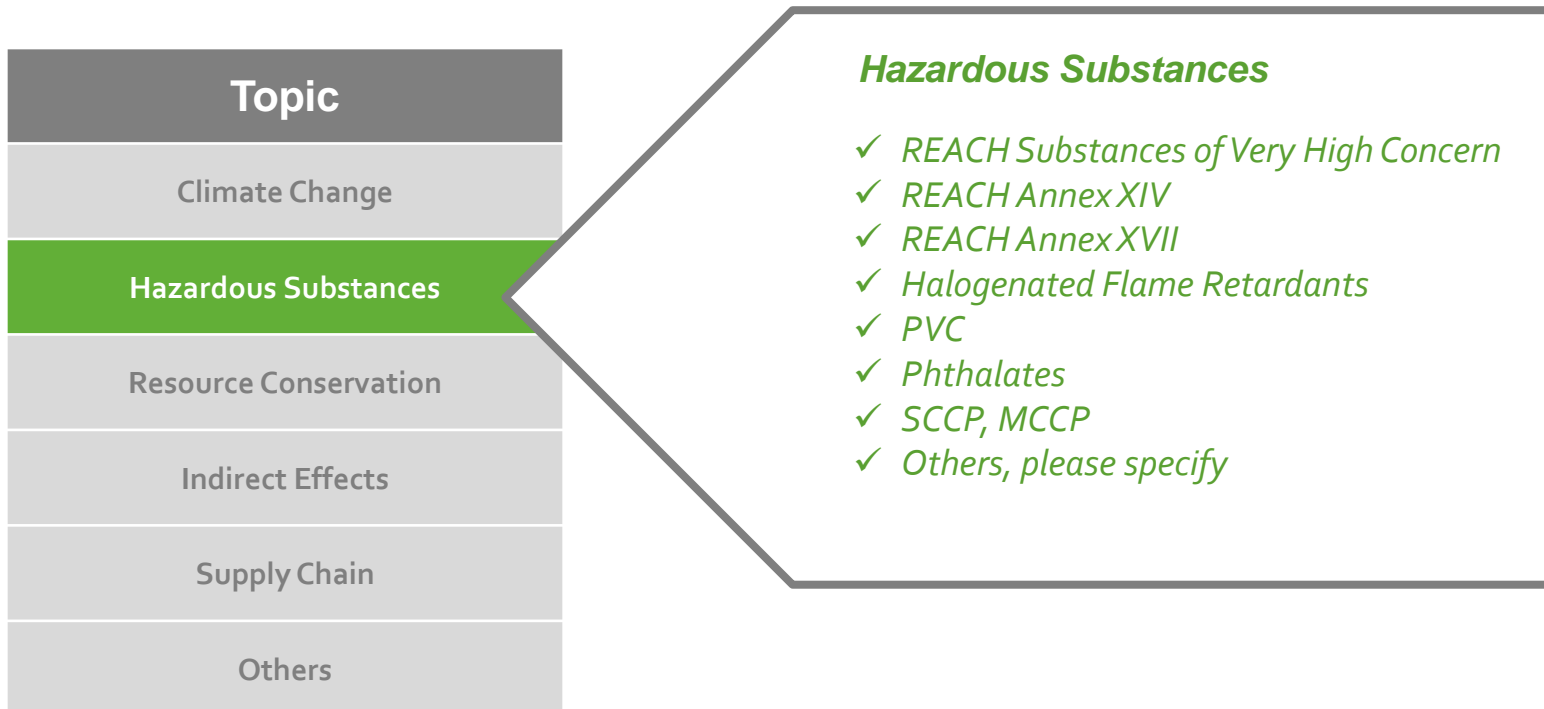 Topic
Climate Change
Hazardous Substances
Resource Conservation
Indirect Effects
Supply Chain
Others
Hazardous Substances
✓ REACH Substances of Very High Concern
✓ REACH Annex XIV
✓ REACH Annex XVII
✓ Halogenated Flame Retardants
✓ PVC
✓ Phthalates
✓ SCCP, MCCP
✓ Others, please specify